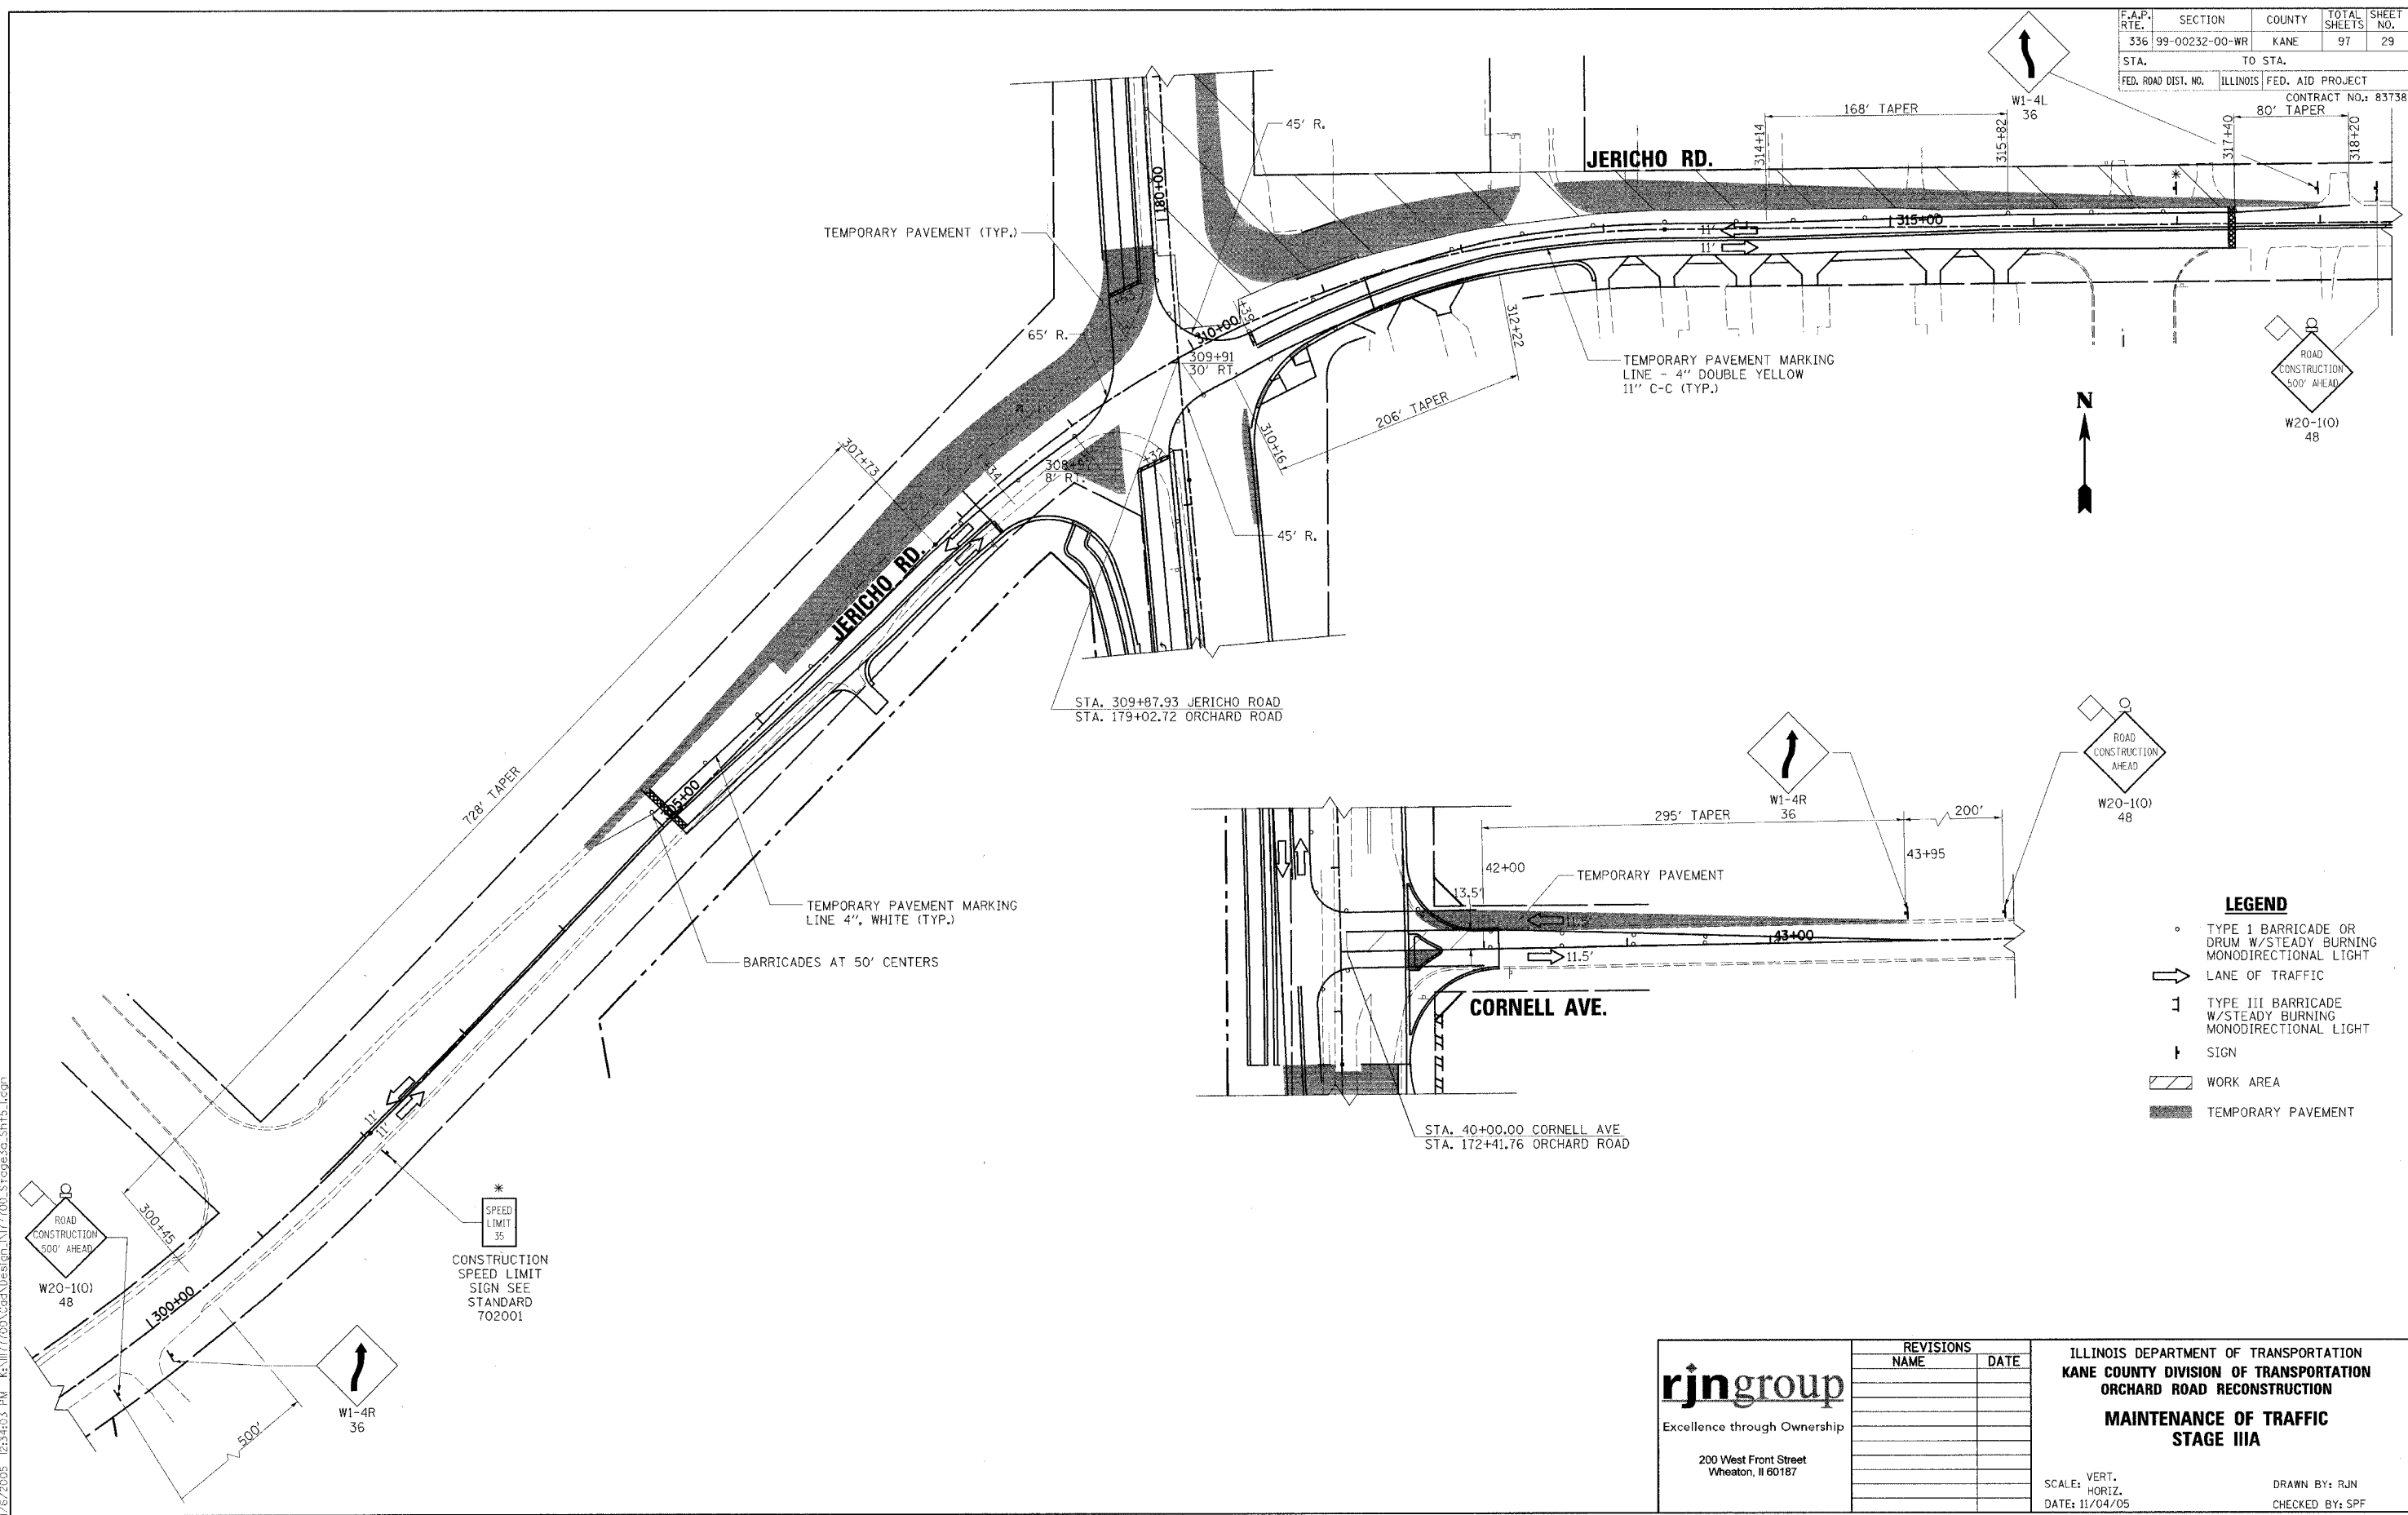 F.A.P. RTE. SECTION COUNTY TOTAL SHEETS SHEET NO.
336 99-00232-00-WR KANE 97 29
STA. TO STA.
FED. ROAD DIST. NO. ILLINOIS FED. AID PROJECT
CONTRACT NO.: 83738
W1-4L
36
168' TAPER
80' TAPER
314+14
315+82
317+40
318+20
JERICHO RD.
*
45' R.
180+00
TEMPORARY PAVEMENT (TYP.)
315+00
11'
11'
65' R.
310+00
+39
309+91
30' RT.
312+22
TEMPORARY PAVEMENT MARKING
LINE - 4" DOUBLE YELLOW
11" C-C (TYP.)
206' TAPER
310+16
ROAD
CONSTRUCTION
500' AHEAD
W20-1(O)
48
N
307+73
8' RT.
45' R.
JERICHO RD.
STA. 309+87.93 JERICHO ROAD
STA. 179+02.72 ORCHARD ROAD
728' TAPER
TEMPORARY PAVEMENT MARKING
LINE 4", WHITE (TYP.)
BARRICADES AT 50' CENTERS
W1-4R
36
295' TAPER
200'
ROAD
CONSTRUCTION
AHEAD
W20-1(O)
48
42+00
43+95
13.5'
TEMPORARY PAVEMENT
11.5'
43+00
11.5'
CORNELL AVE.
STA. 40+00.00 CORNELL AVE
STA. 172+41.76 ORCHARD ROAD
LEGEND
TYPE 1 BARRICADE OR
DRUM W/STEADY BURNING
MONODIRECTIONAL LIGHT
LANE OF TRAFFIC
TYPE III BARRICADE
W/STEADY BURNING
MONODIRECTIONAL LIGHT
SIGN
WORK AREA
TEMPORARY PAVEMENT
11'
11'
*
SPEED
LIMIT
35
CONSTRUCTION
SPEED LIMIT
SIGN SEE
STANDARD
702001
ROAD
CONSTRUCTION
500' AHEAD
W20-1(O)
48
300+45
300+00
W1-4R
36
500'
rjngroup
Excellence through Ownership
200 West Front Street
Wheaton, Il 60187
REVISIONS
NAME DATE
ILLINOIS DEPARTMENT OF TRANSPORTATION
KANE COUNTY DIVISION OF TRANSPORTATION
ORCHARD ROAD RECONSTRUCTION
MAINTENANCE OF TRAFFIC
STAGE IIIA
SCALE: VERT.
HORIZ.
DATE: 11/04/05
DRAWN BY: RJN
CHECKED BY: SPF